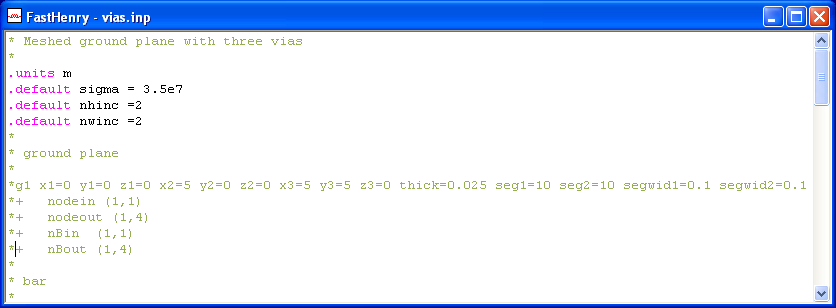 FastHenry - vias.inp
* Meshed ground plane with three vias
*
.units m
.default sigma = 3.5e7
.default nhinc =2
.default nwinc =2
*
* ground plane
*
*g1 x1=0 y1=0 z1=0 x2=5 y2=0 z2=0 x3=5 y3=5 z3=0 thick=0.025 seg1=10 seg2=10 segwid1=0.1 segwid2=0.1
*+   nodein (1,1)
*+   nodeout (1,4)
*+   nBin  (1,1)
*+   nBout (1,4)
*
* bar
*